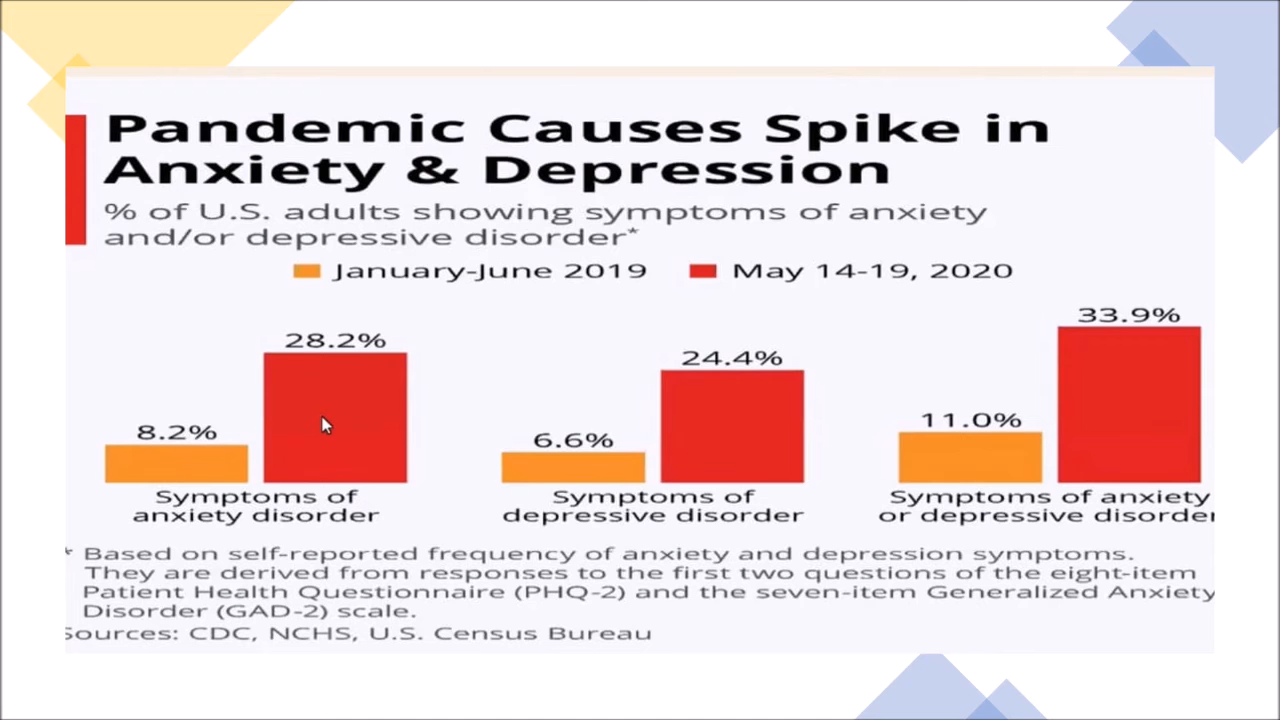 Pandemic Causes Spike in
Anxiety & Depression
% of U.S. adults showing symptoms of anxiety
and/or depressive disorder*
January-June 2019 May 14-19, 2020
8.2% 28.2% 6.6% 24.4% 11.0% 33.9%
Symptoms of Symptoms of Symptoms of anxiety
anxiety disorder depressive disorder or depressive disorder
* Based on self-reported frequency of anxiety and depression symptoms.
They are derived from responses to the first two questions of the eight-item
Patient Health Questionnaire (PHQ-2) and the seven-item Generalized Anxiety
Disorder (GAD-2) scale.
Sources: CDC, NCHS, U.S. Census Bureau